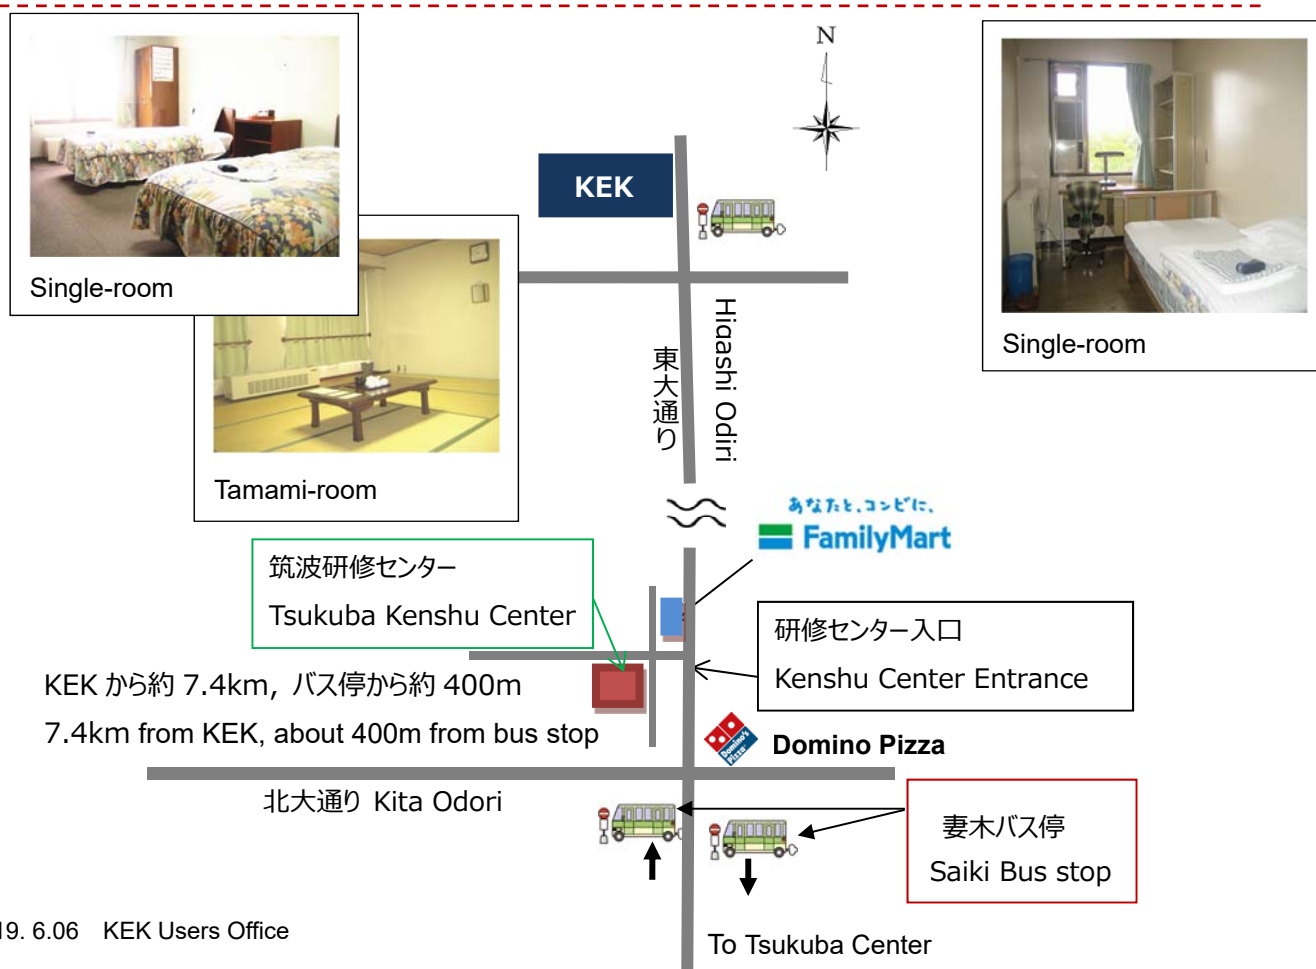 N
KEK
Single-room
Single-room
Tamami-room
東大通り
Higashi Odiri
あなたと、コンビに、
FamilyMart
筑波研修センター
Tsukuba Kenshu Center
研修センター入口
Kenshu Center Entrance
KEK から約 7.4km, バス停から約 400m
7.4km from KEK, about 400m from bus stop
Domino's
Pizza
Domino Pizza
北大通り Kita Odori
妻木バス停
Saiki Bus stop
19. 6.06 KEK Users Office
To Tsukuba Center